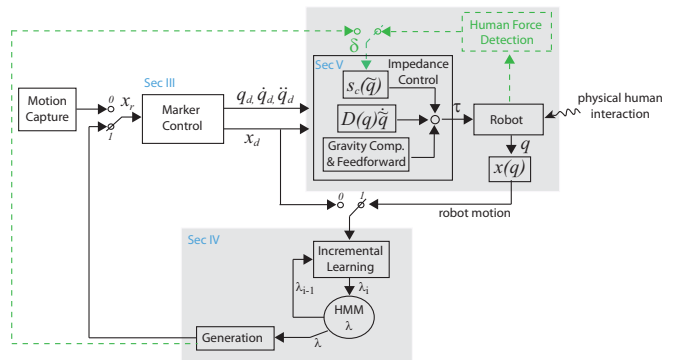 Human Force
Detection
δ
Sec V
Impedance
Control
s_c(q̃)
Sec III
Motion
Capture
0
x_r
1
Marker
Control
q_d, q̇_d, q̈_d
x_d
D(q)q̃̇
τ
Robot
physical human
interaction
Gravity Comp.
& Feedforward
q
x(q)
0
1
robot motion
Sec IV
Incremental
Learning
λ_{i-1}
λ_i
HMM
λ
Generation
λ